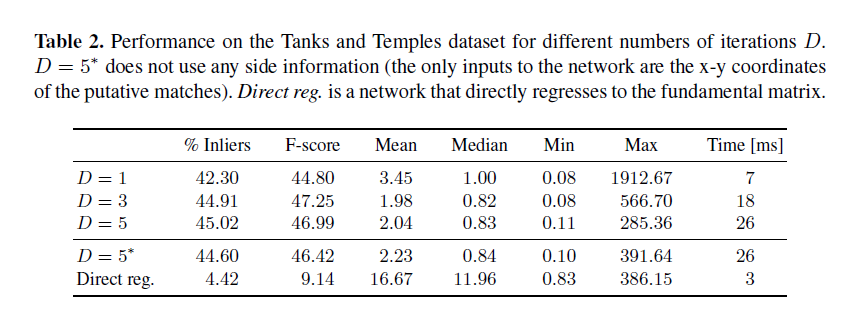 Table 2. Performance on the Tanks and Temples dataset for different numbers of iterations D.
D = 5* does not use any side information (the only inputs to the network are the x-y coordinates
of the putative matches). Direct reg. is a network that directly regresses to the fundamental matrix.
% Inliers F-score Mean Median Min Max Time [ms]
D = 1 42.30 44.80 3.45 1.00 0.08 1912.67 7
D = 3 44.91 47.25 1.98 0.82 0.08 566.70 18
D = 5 45.02 46.99 2.04 0.83 0.11 285.36 26
D = 5* 44.60 46.42 2.23 0.84 0.10 391.64 26
Direct reg. 4.42 9.14 16.67 11.96 0.83 386.15 3